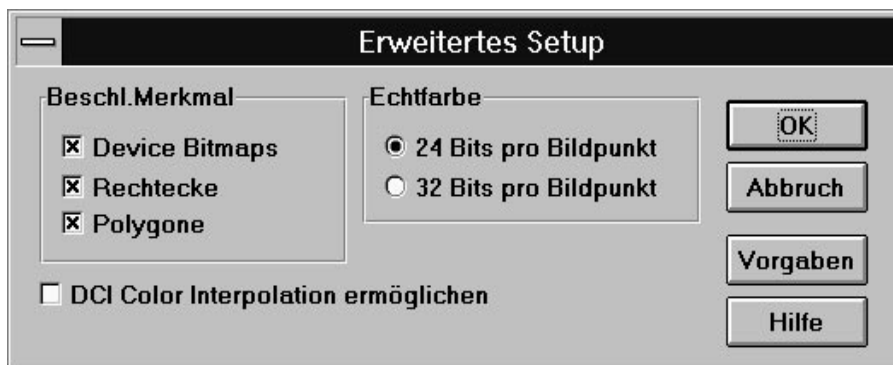 Erweitertes Setup
Beschl.Merkmal
Device Bitmaps
Rechtecke
Polygone
Echtfarbe
24 Bits pro Bildpunkt
32 Bits pro Bildpunkt
DCI Color Interpolation ermöglichen
OK
Abbruch
Vorgaben
Hilfe